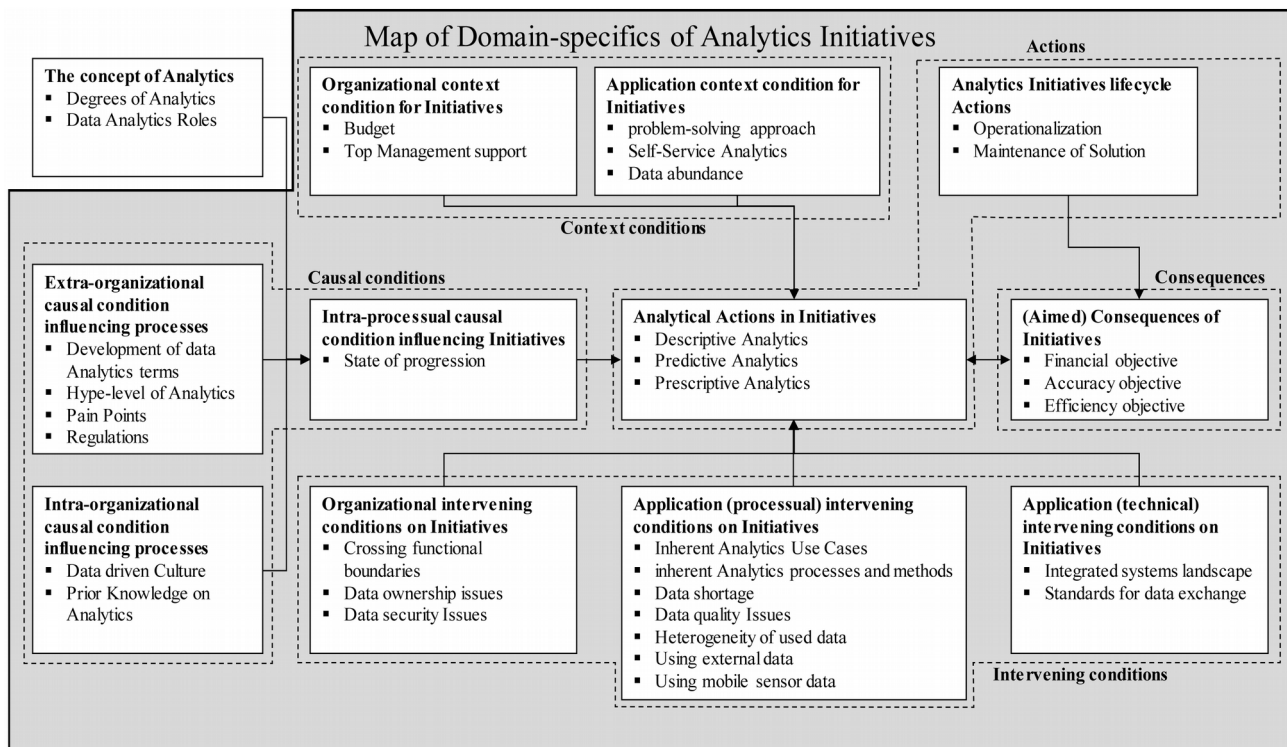 Map of Domain-specifics of Analytics Initiatives
The concept of Analytics
▪ Degrees of Analytics
▪ Data Analytics Roles
Organizational context
condition for Initiatives
▪ Budget
▪ Top Management support
Application context condition for
Initiatives
▪ problem-solving approach
▪ Self-Service Analytics
▪ Data abundance
Context conditions
Actions
Analytics Initiatives lifecycle
Actions
▪ Operationalization
▪ Maintenance of Solution
Causal conditions
Extra-organizational
causal condition
influencing processes
▪ Development of data
Analytics terms
▪ Hype-level of Analytics
▪ Pain Points
▪ Regulations
Intra-processual causal
condition influencing Initiatives
▪ State of progression
Analytical Actions in Initiatives
▪ Descriptive Analytics
▪ Predictive Analytics
▪ Prescriptive Analytics
Consequences
(Aimed) Consequences of
Initiatives
▪ Financial objective
▪ Accuracy objective
▪ Efficiency objective
Intra-organizational
causal condition
influencing processes
▪ Data driven Culture
▪ Prior Knowledge on
Analytics
Organizational intervening
conditions on Initiatives
▪ Crossing functional
boundaries
▪ Data ownership issues
▪ Data security Issues
Application (processual) intervening
conditions on Initiatives
▪ Inherent Analytics Use Cases
▪ inherent Analytics processes and methods
▪ Data shortage
▪ Data quality Issues
▪ Heterogeneity of used data
▪ Using external data
▪ Using mobile sensor data
Application (technical)
intervening conditions on
Initiatives
▪ Integrated systems landscape
▪ Standards for data exchange
Intervening conditions